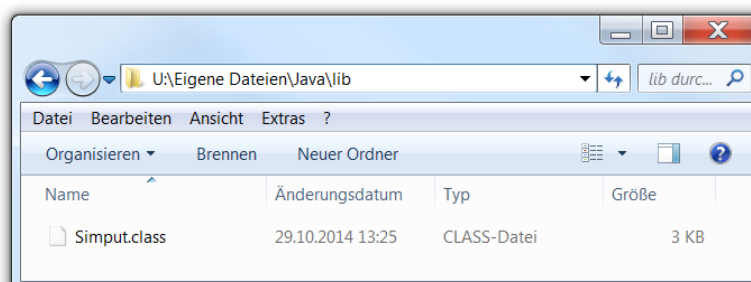 U:\Eigene Dateien\Java\lib
lib durc...
Datei Bearbeiten Ansicht Extras ?
Organisieren Brennen Neuer Ordner
Name Änderungsdatum Typ Größe
Simput.class 29.10.2014 13:25 CLASS-Datei 3 KB